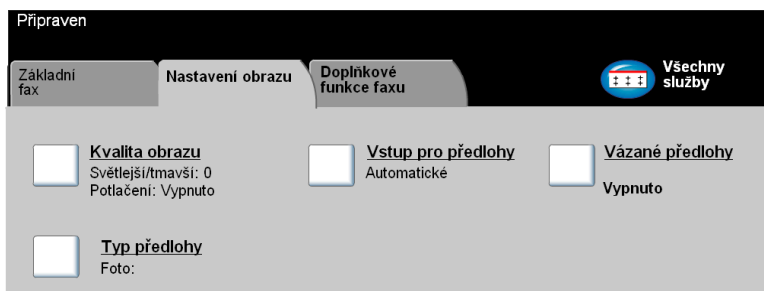 Připraven
Základní
fax
Nastavení obrazu
Doplňkové
funkce faxu
Všechny
služby
Kvalita obrazu
Světlejší/tmavší: 0
Potlačení: Vypnuto
Vstup pro předlohy
Automatické
Vázané předlohy
Vypnuto
Typ předlohy
Foto: